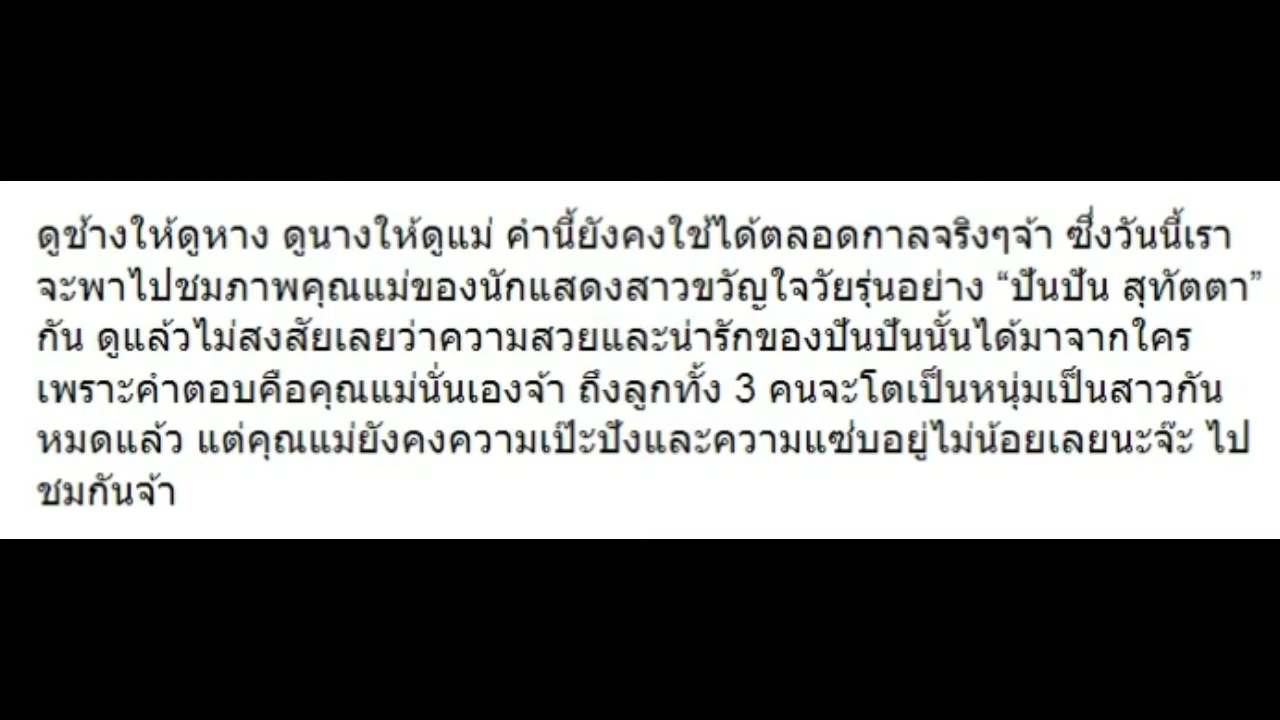 ดูช้างให้ดูหาง ดูนางให้ดูแม่ คำนี้ยังคงใช้ได้ตลอดกาลจริงๆจ้า ซึ่งวันนี้เรา
จะพาไปชมภาพคุณแม่ของนักแสดงสาวขวัญใจวัยรุ่นอย่าง “ปันปัน สุทัตตา”
กัน ดูแล้วไม่สงสัยเลยว่าความสวยและน่ารักของปันปันนั้นได้มาจากใคร
เพราะคำตอบคือคุณแม่นั่นเองจ้า ถึงลูกทั้ง 3 คนจะโตเป็นหนุ่มเป็นสาวกัน
หมดแล้ว แต่คุณแม่ยังคงความเป๊ะปังและความแซ่บอยู่ไม่น้อยเลยนะจ๊ะ ไป
ชมกันจ้า